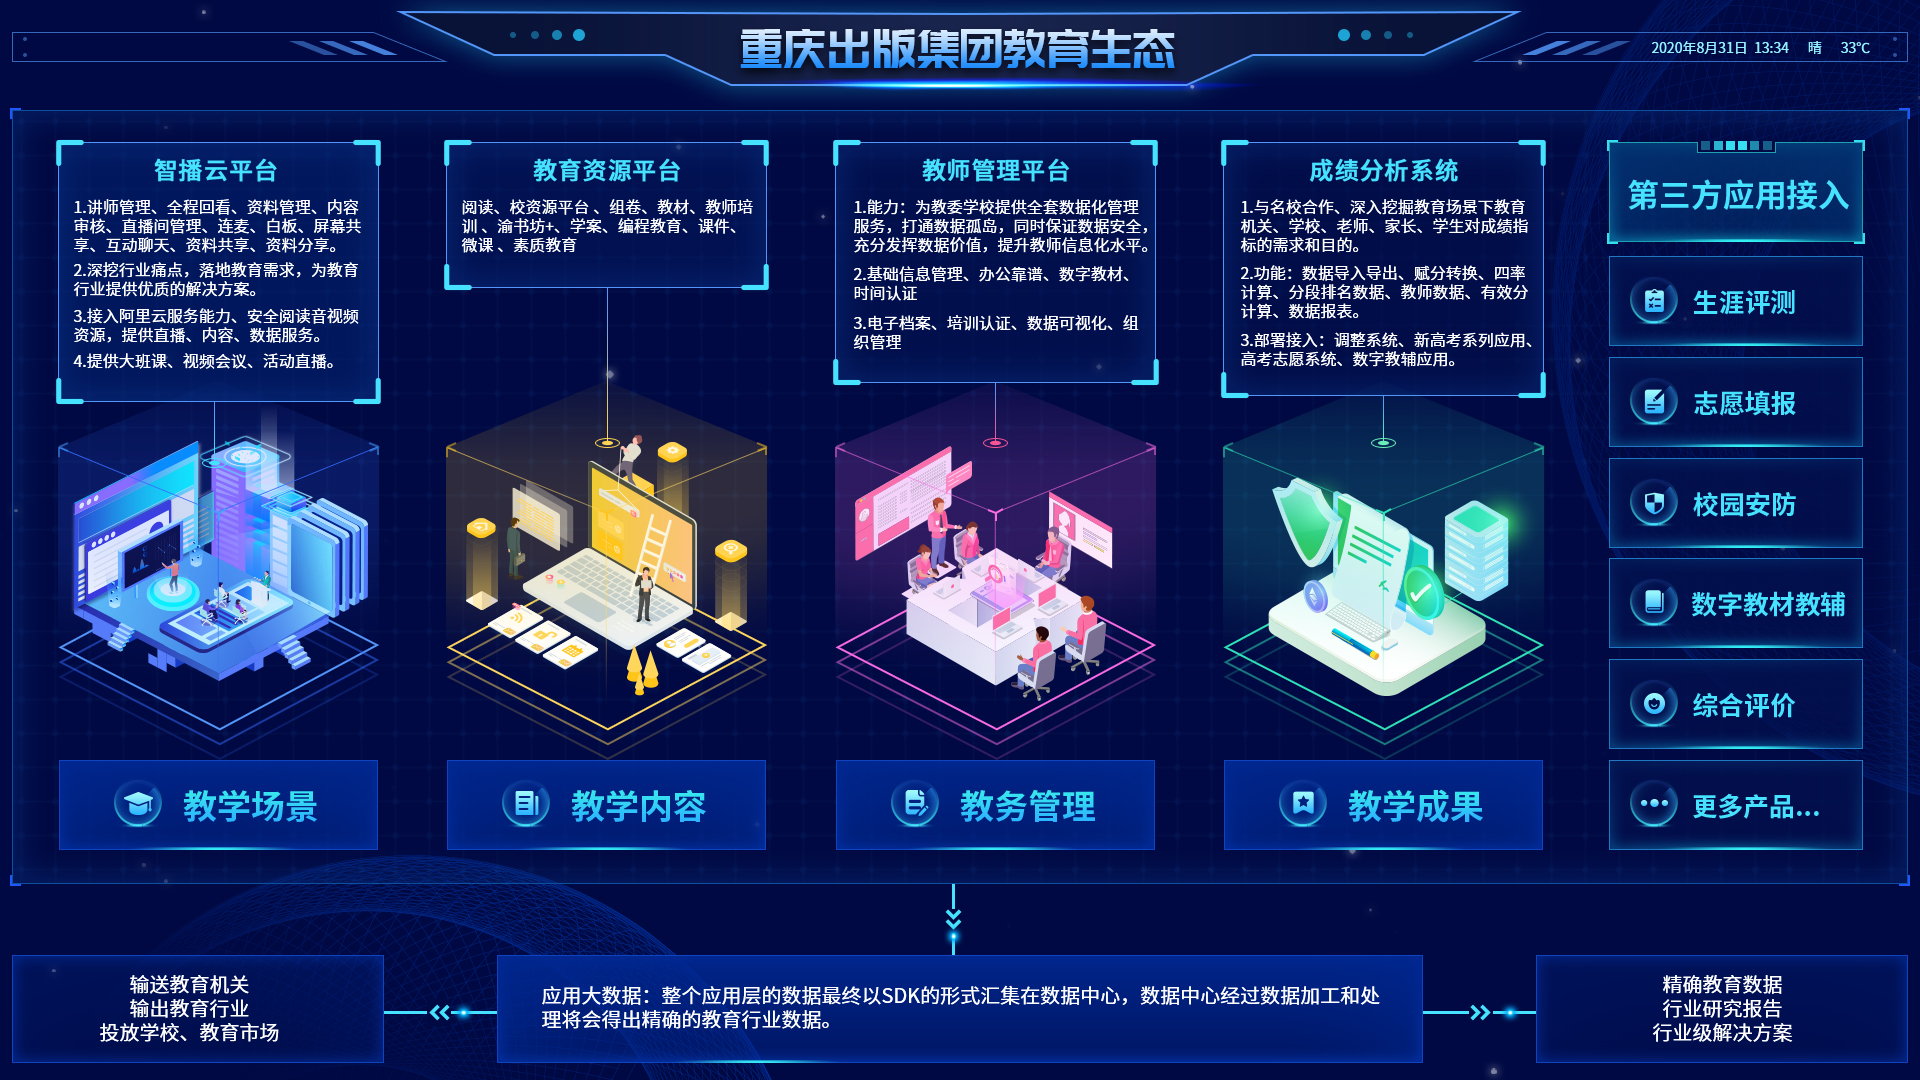 重庆出版集团教育生态
2020年8月31日 13:34 晴 33℃
智播云平台
1.讲师管理、全程回看、资料管理、内容
审核、直播间管理、连麦、白板、屏幕共
享、互动聊天、资料共享、资料分享。
2.深挖行业痛点，落地教育需求，为教育
行业提供优质的解决方案。
3.接入阿里云服务能力、安全阅读音视频
资源，提供直播、内容、数据服务。
4.提供大班课、视频会议、活动直播。
教育资源平台
阅读、校资源平台 、组卷、教材、教师培
训 、渝书坊+、学案、编程教育、课件、
微课 、素质教育
教师管理平台
1.能力：为教委学校提供全套数据化管理
服务，打通数据孤岛，同时保证数据安全，
充分发挥数据价值，提升教师信息化水平。
2.基础信息管理、办公靠谱、数字教材、
时间认证
3.电子档案、培训认证、数据可视化、组
织管理
成绩分析系统
1.与名校合作、深入挖掘教育场景下教育
机关、学校、老师、家长、学生对成绩指
标的需求和目的。
2.功能：数据导入导出、赋分转换、四率
计算、分段排名数据、教师数据、有效分
计算、数据报表。
3.部署接入：调整系统、新高考系列应用、
高考志愿系统、数字教辅应用。
第三方应用接入
生涯评测
志愿填报
校园安防
数字教材教辅
综合评价
更多产品...
教学场景
教学内容
教务管理
教学成果
输送教育机关
输出教育行业
投放学校、教育市场
应用大数据：整个应用层的数据最终以SDK的形式汇集在数据中心，数据中心经过数据加工和处
理将会得出精确的教育行业数据。
精确教育数据
行业研究报告
行业级解决方案